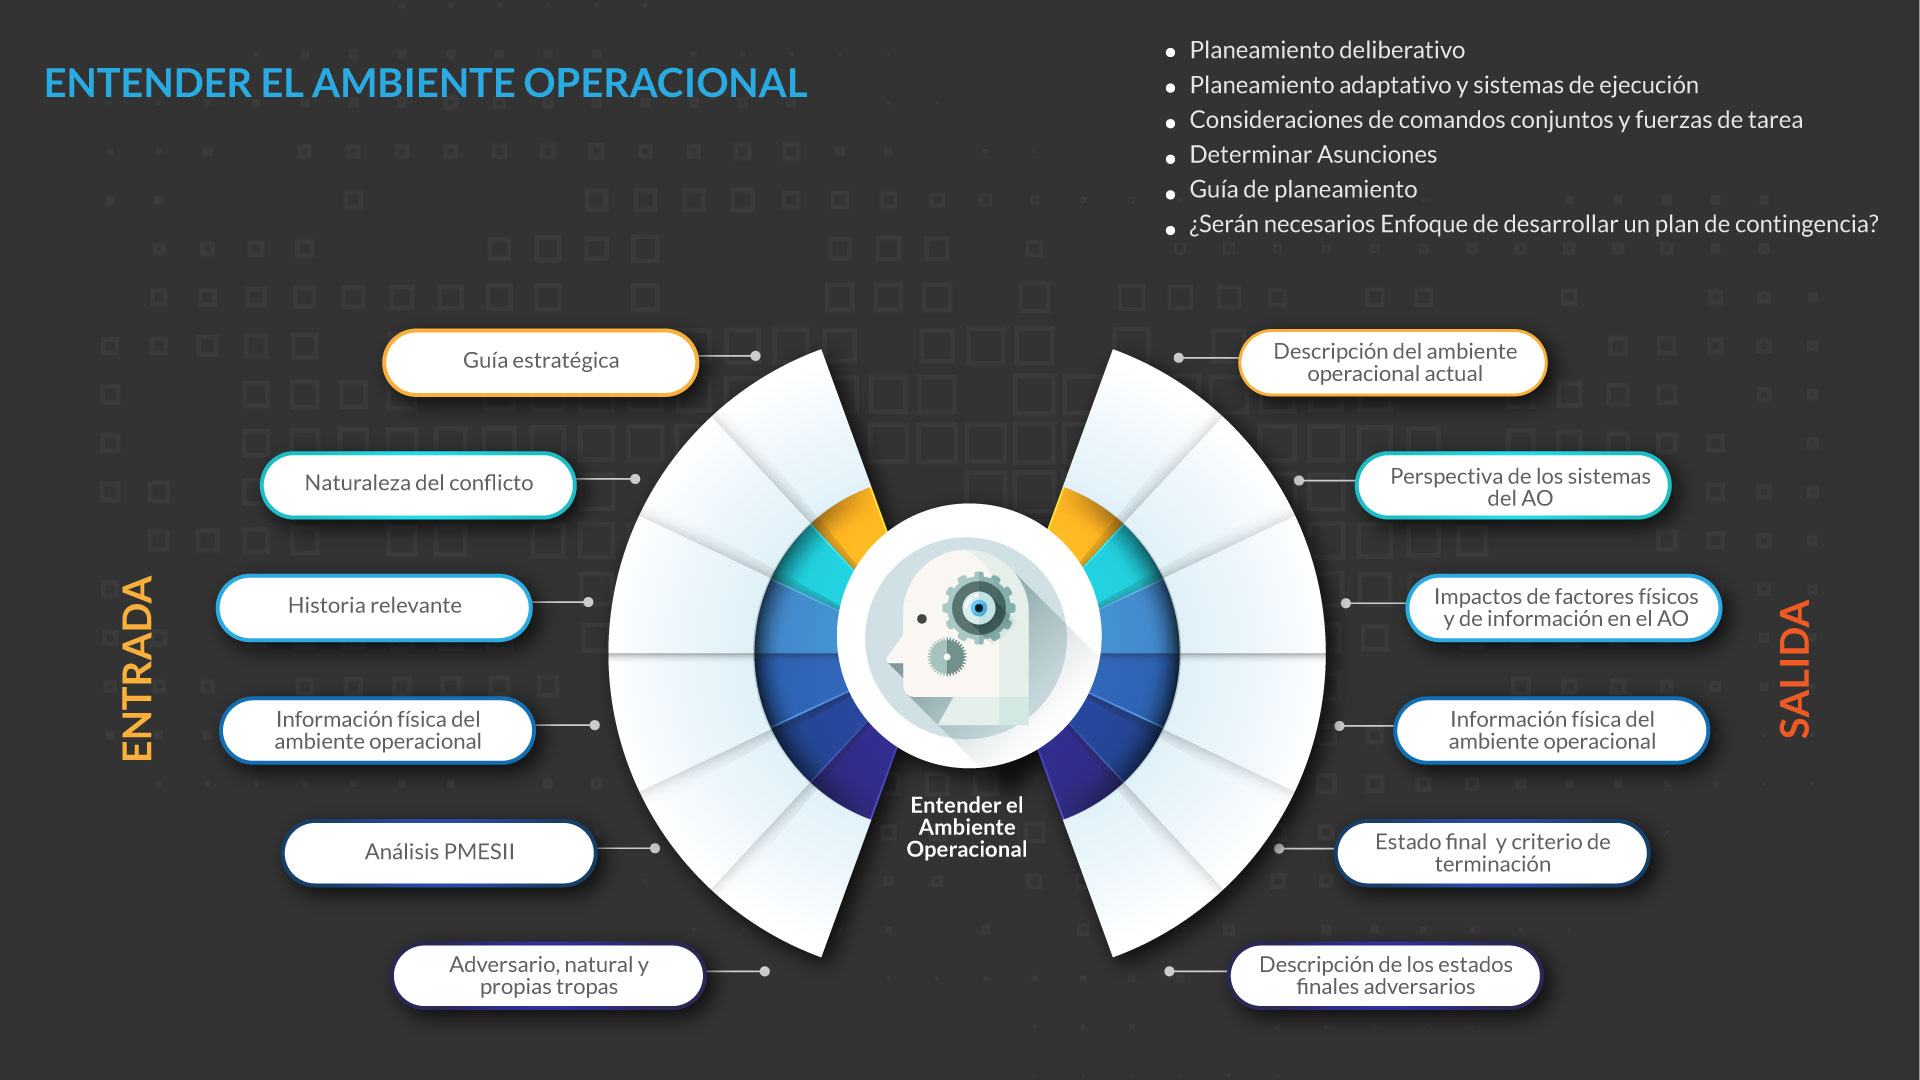 ENTENDER EL AMBIENTE OPERACIONAL
Planeamiento deliberativo
Planeamiento adaptativo y sistemas de ejecución
Consideraciones de comandos conjuntos y fuerzas de tarea
Determinar Asunciones
Guía de planeamiento
¿Serán necesarios Enfoque de desarrollar un plan de contingencia?
ENTRADA
Guía estratégica
Naturaleza del conflicto
Historia relevante
Información física del
ambiente operacional
Análisis PMESII
Adversario, natural y
propias tropas
Entender el
Ambiente
Operacional
Descripción del ambiente
operacional actual
Perspectiva de los sistemas
del AO
Impactos de factores físicos
y de información en el AO
Información física del
ambiente operacional
Estado final y criterio de
terminación
Descripción de los estados
finales adversarios
SALIDA